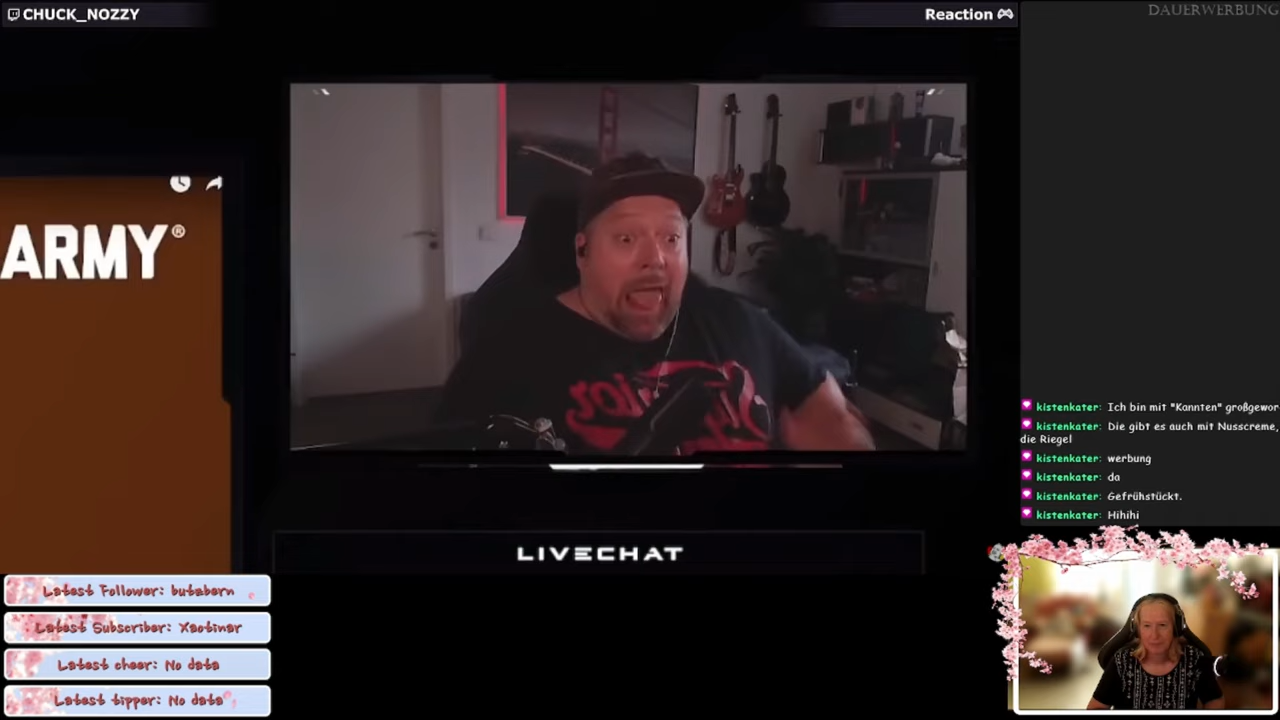 CHUCK_NOZZY
Reaction
DAUERWERBUNG
ARMY®
kistenkater: Ich bin mit "Kannten" großgewor
kistenkater: Die gibt es auch mit Nusscreme,
die Riegel
kistenkater: werbung
kistenkater: da
kistenkater: Gefrühstückt.
kistenkater: Hihihi
LIVECHAT
Latest Follower: butabern
Latest Subscriber: Xaotinar
Latest cheer: No data
Latest tipper: No data